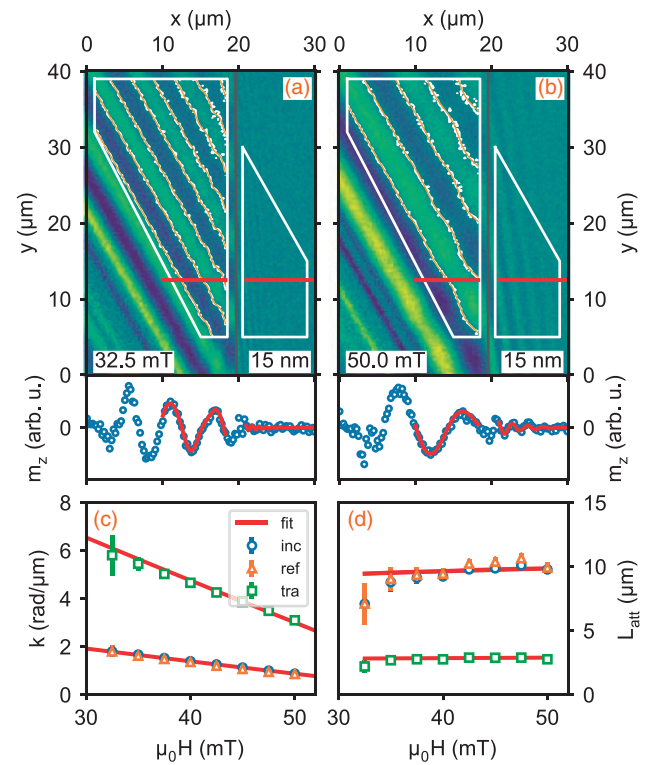 x (µm) x (µm)
0 10 20 30 0 10 20 30
40 (a) (b) 40
30 30
y (µm) y (µm)
20 20
10 10
32.5 mT 15 nm 50.0 mT 15 nm
0 0
m_z (arb. u.) 0 0 m_z (arb. u.)
8 (c) (d) 15
fit
6 inc
ref 10
tra
k (rad/µm) 4 L_att (µm)
5
2
0 0
30 40 50 30 40 50
µ₀H (mT) µ₀H (mT)